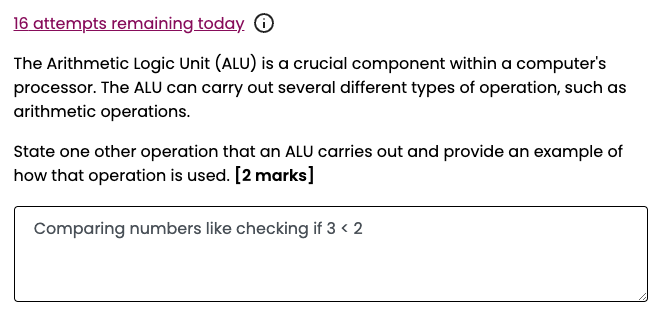 16 attempts remaining today
The Arithmetic Logic Unit (ALU) is a crucial component within a computer's
processor. The ALU can carry out several different types of operation, such as
arithmetic operations.
State one other operation that an ALU carries out and provide an example of
how that operation is used. [2 marks]
Comparing numbers like checking if 3 < 2